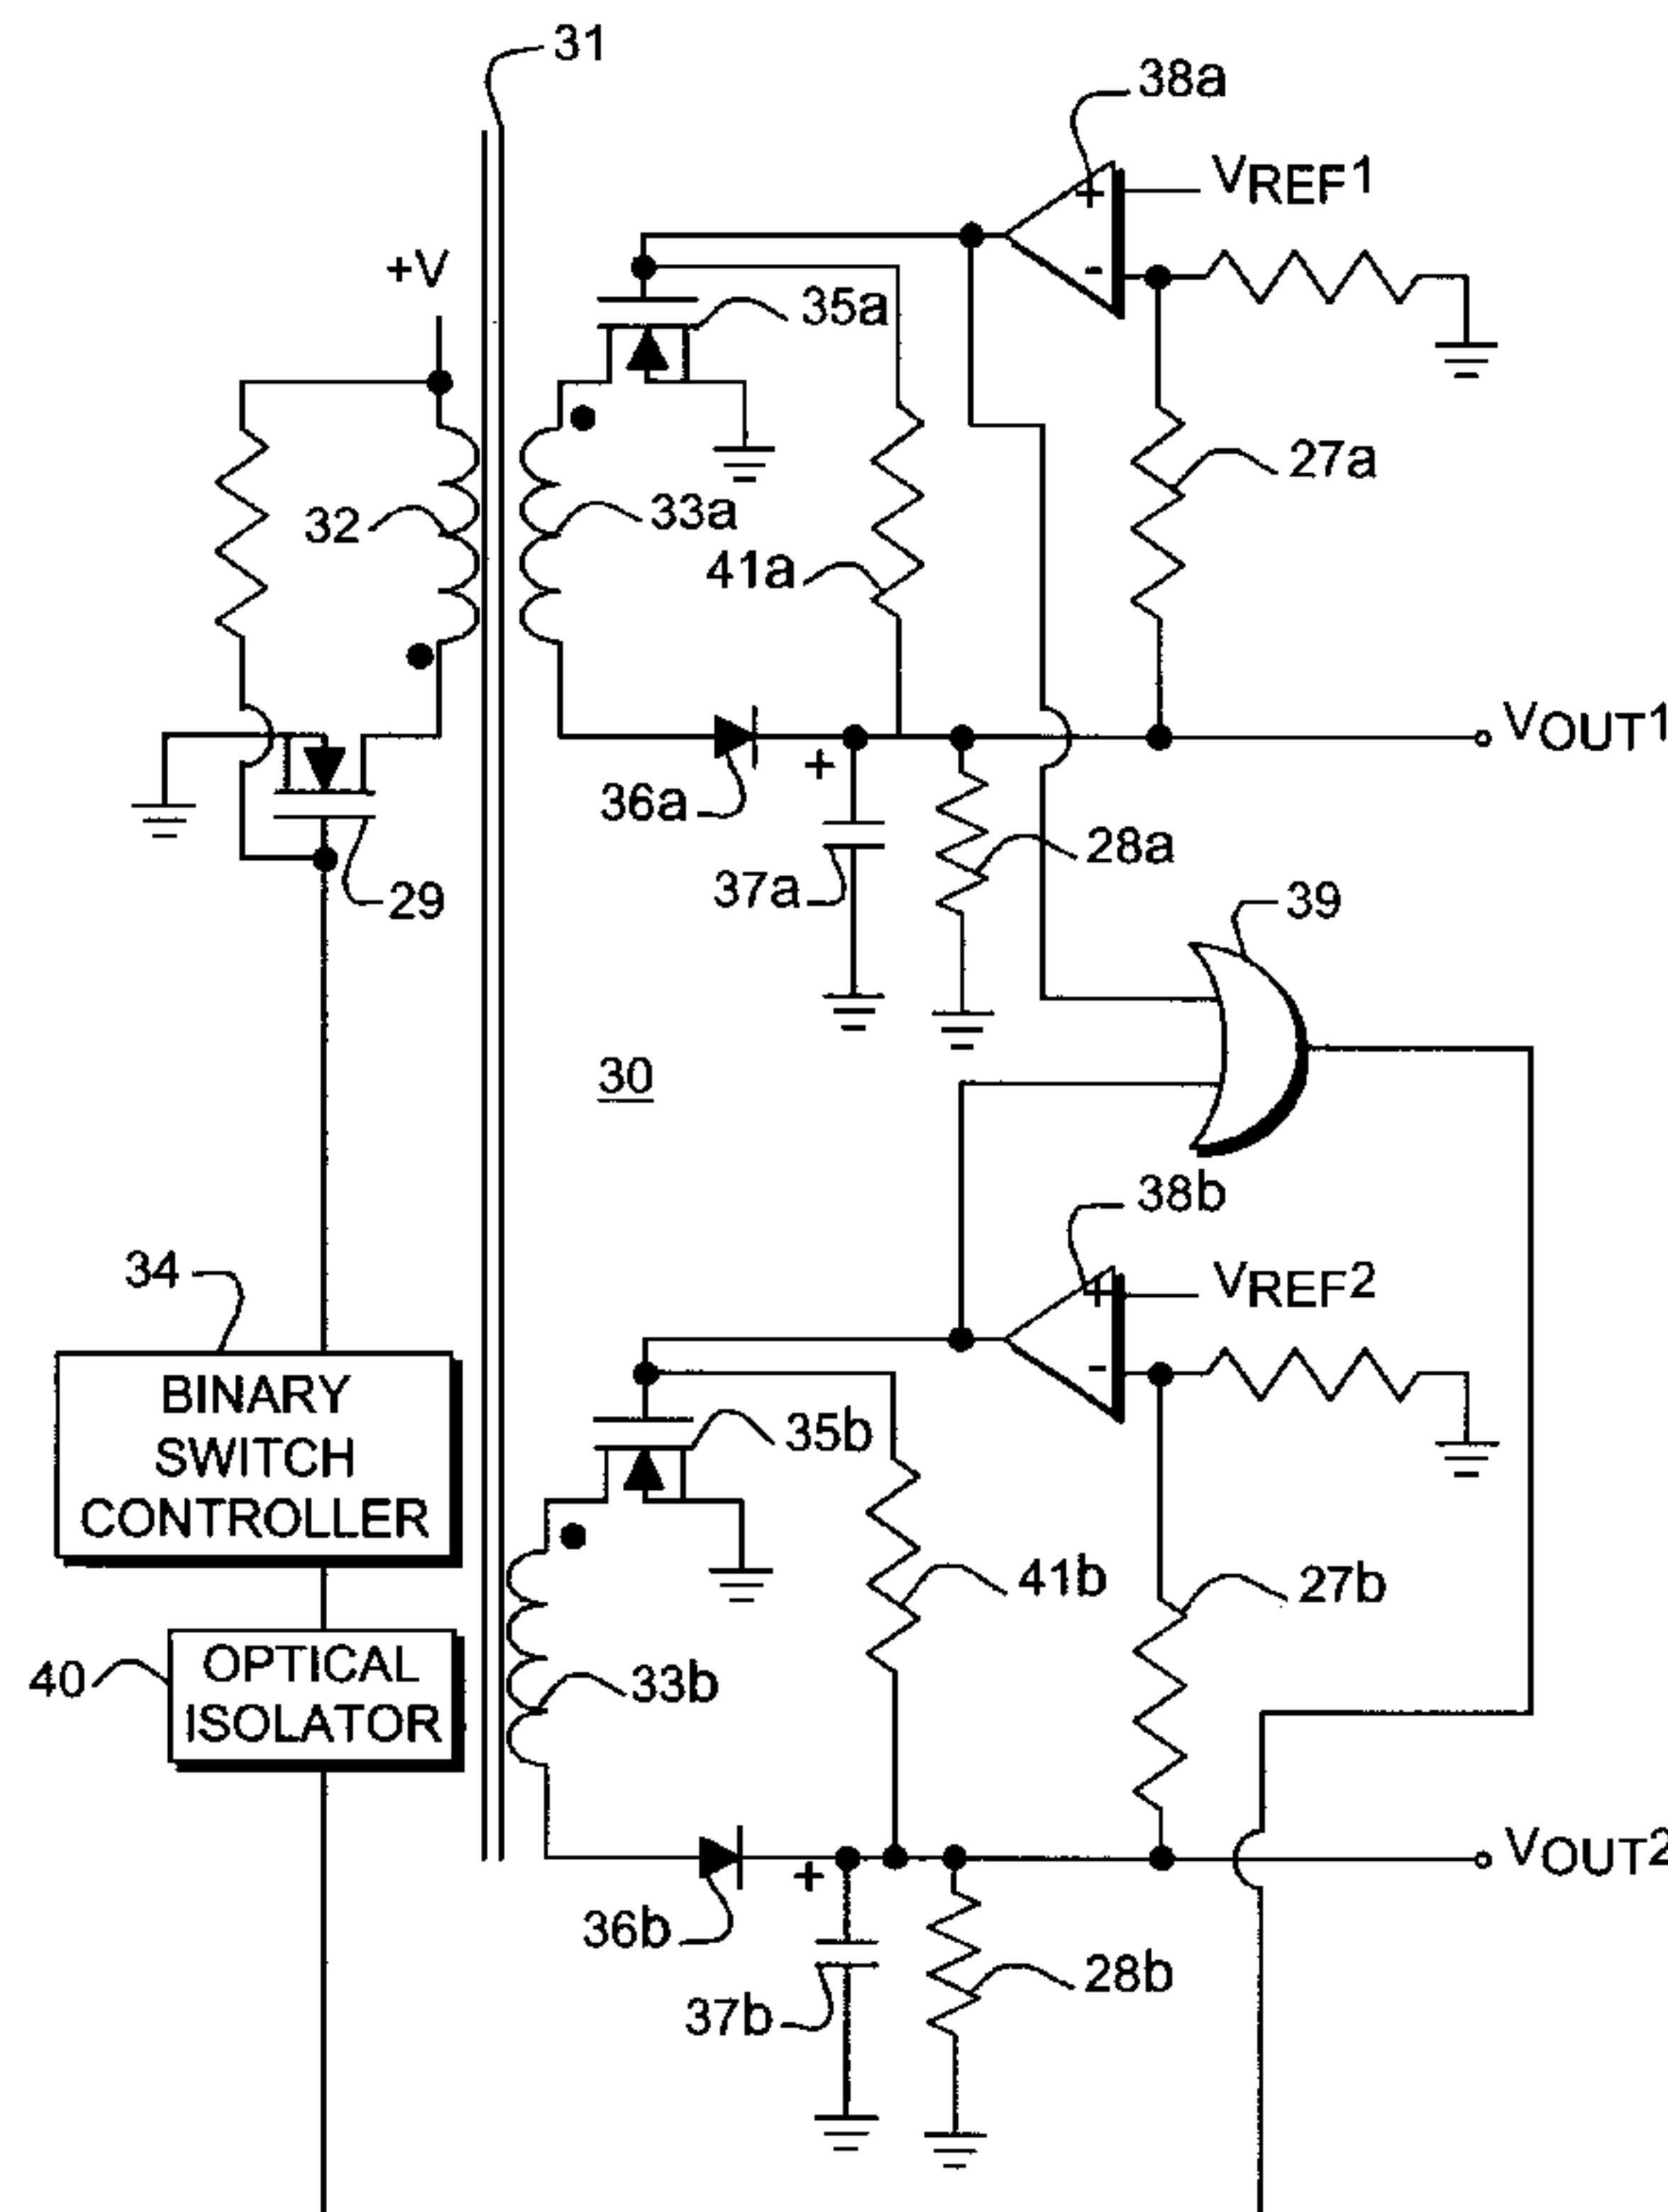 31
38a
+
VREF1
+V
-
35a
27a
32
33a
41a
VOUT1
+
36a
28a
37a
29
39
30
38b
34
+
VREF2
-
BINARY
SWITCH
CONTROLLER
35b
41b
27b
OPTICAL
ISOLATOR
40
33b
VOUT2
+
36b
28b
37b